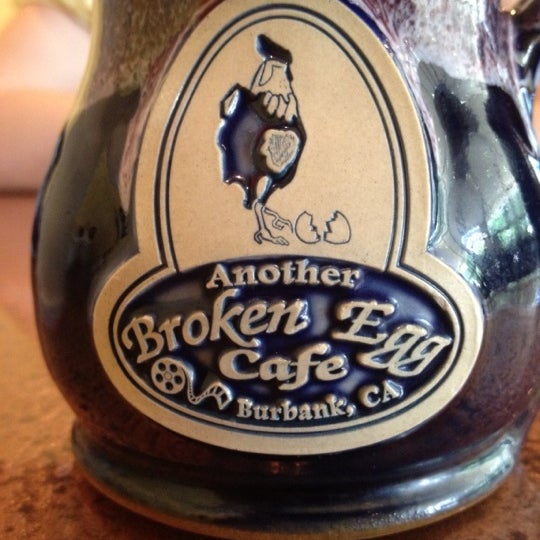 Another
Broken Egg
Cafe
Burbank, CA